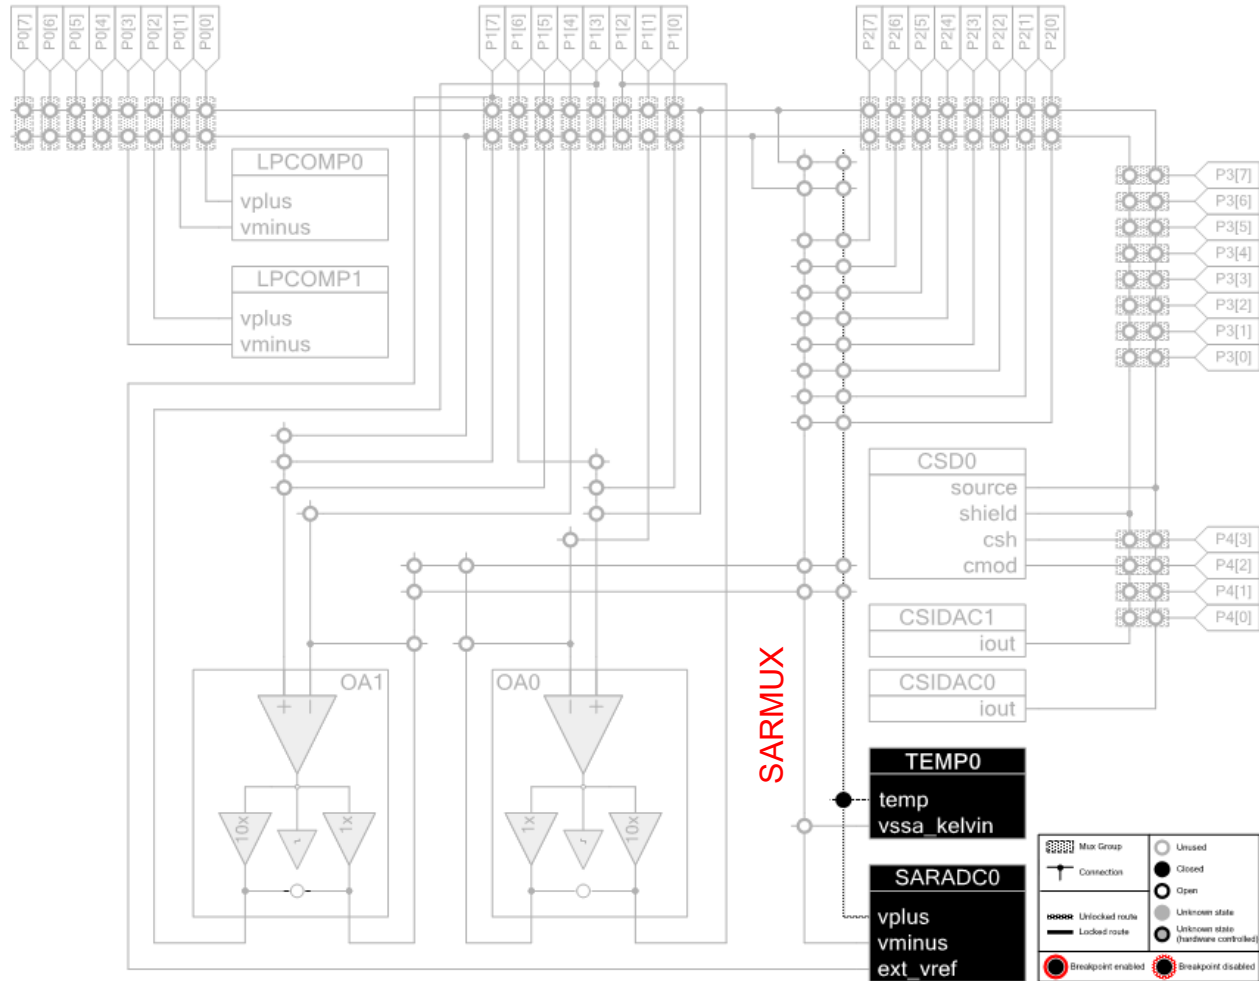 P0[7] P0[6] P0[5] P0[4] P0[3] P0[2] P0[1] P0[0]
P1[7] P1[6] P1[5] P1[4] P1[3] P1[2] P1[1] P1[0]
P2[7] P2[6] P2[5] P2[4] P2[3] P2[2] P2[1] P2[0]
LPCOMP0
vplus
vminus
LPCOMP1
vplus
vminus
P3[7]
P3[6]
P3[5]
P3[4]
P3[3]
P3[2]
P3[1]
P3[0]
CSD0
source
shield
csh
cmod
P4[3]
P4[2]
P4[1]
P4[0]
CSIDAC1
iout
CSIDAC0
iout
OA1
+
10x
1x
OA0
+
1x
10x
SARMUX
TEMP0
temp
vssa_kelvin
SARADC0
vplus
vminus
ext_vref
Mux Group
Connection
Unlocked route
Locked route
Unused
Closed
Open
Unknown state
Unknown state
(hardware controlled)
Breakpoint enabled
Breakpoint disabled